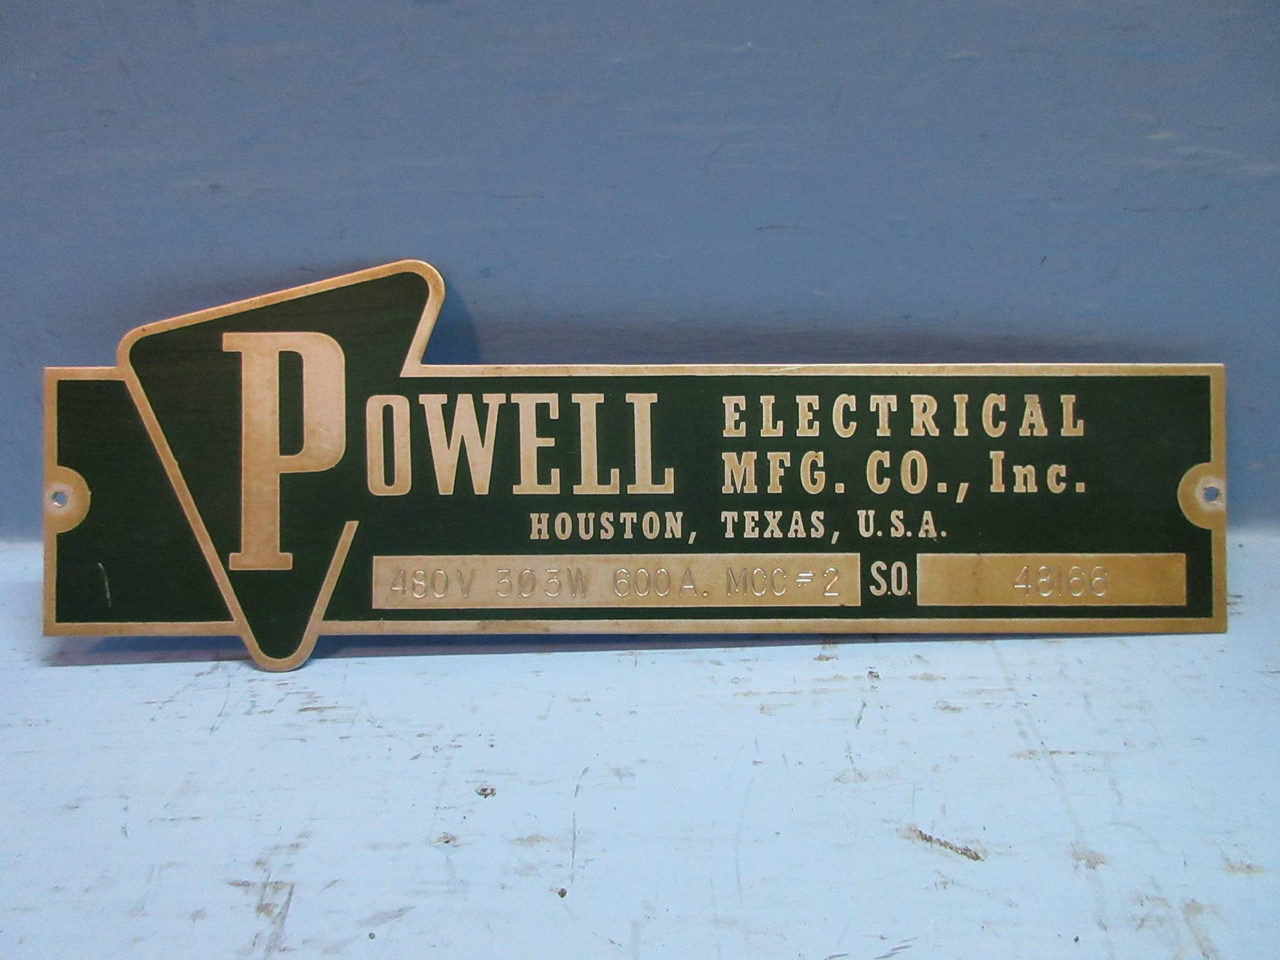 POWELL ELECTRICAL
MFG. CO., Inc.
HOUSTON, TEXAS, U.S.A.
480V 3Ø3W 600A. MCC #2 S.O. 48166